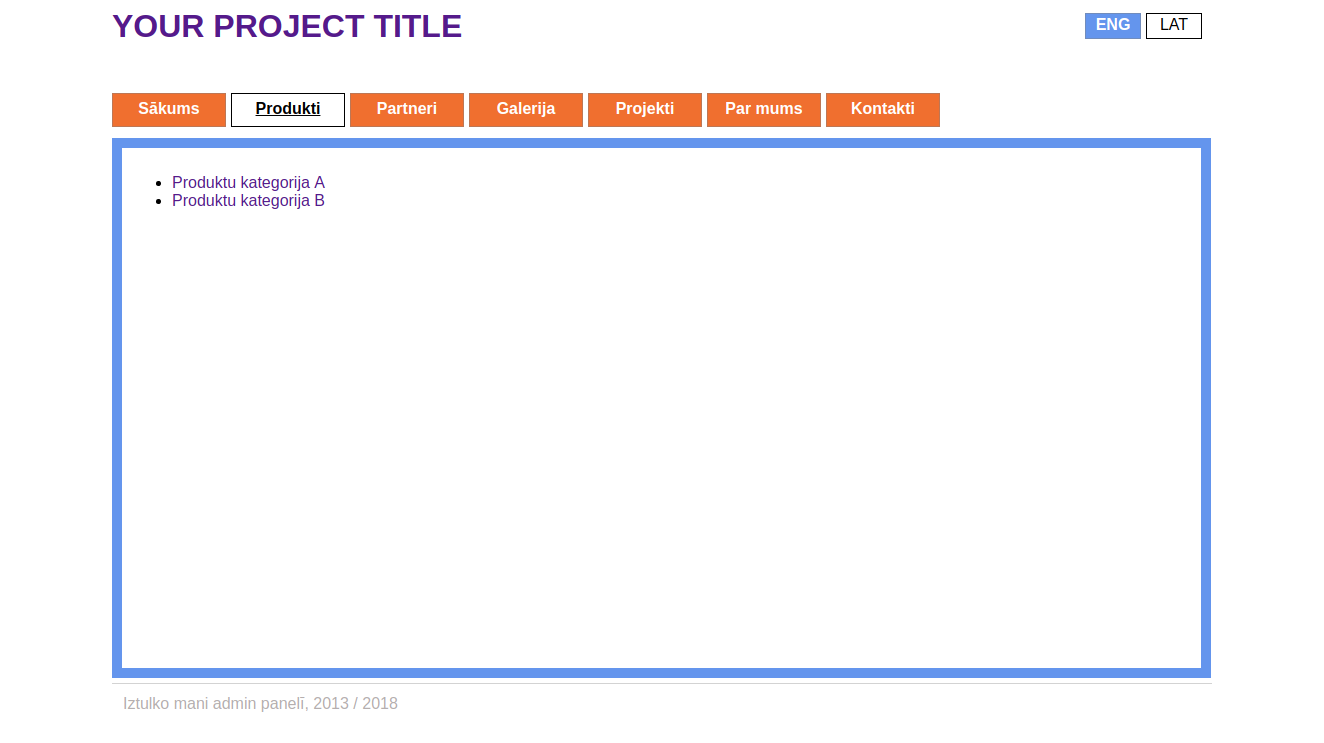 YOUR PROJECT TITLE
ENG LAT
Sākums Produkti Partneri Galerija Projekti Par mums Kontakti
Produktu kategorija A
Produktu kategorija B
Iztulko mani admin panelī, 2013 / 2018